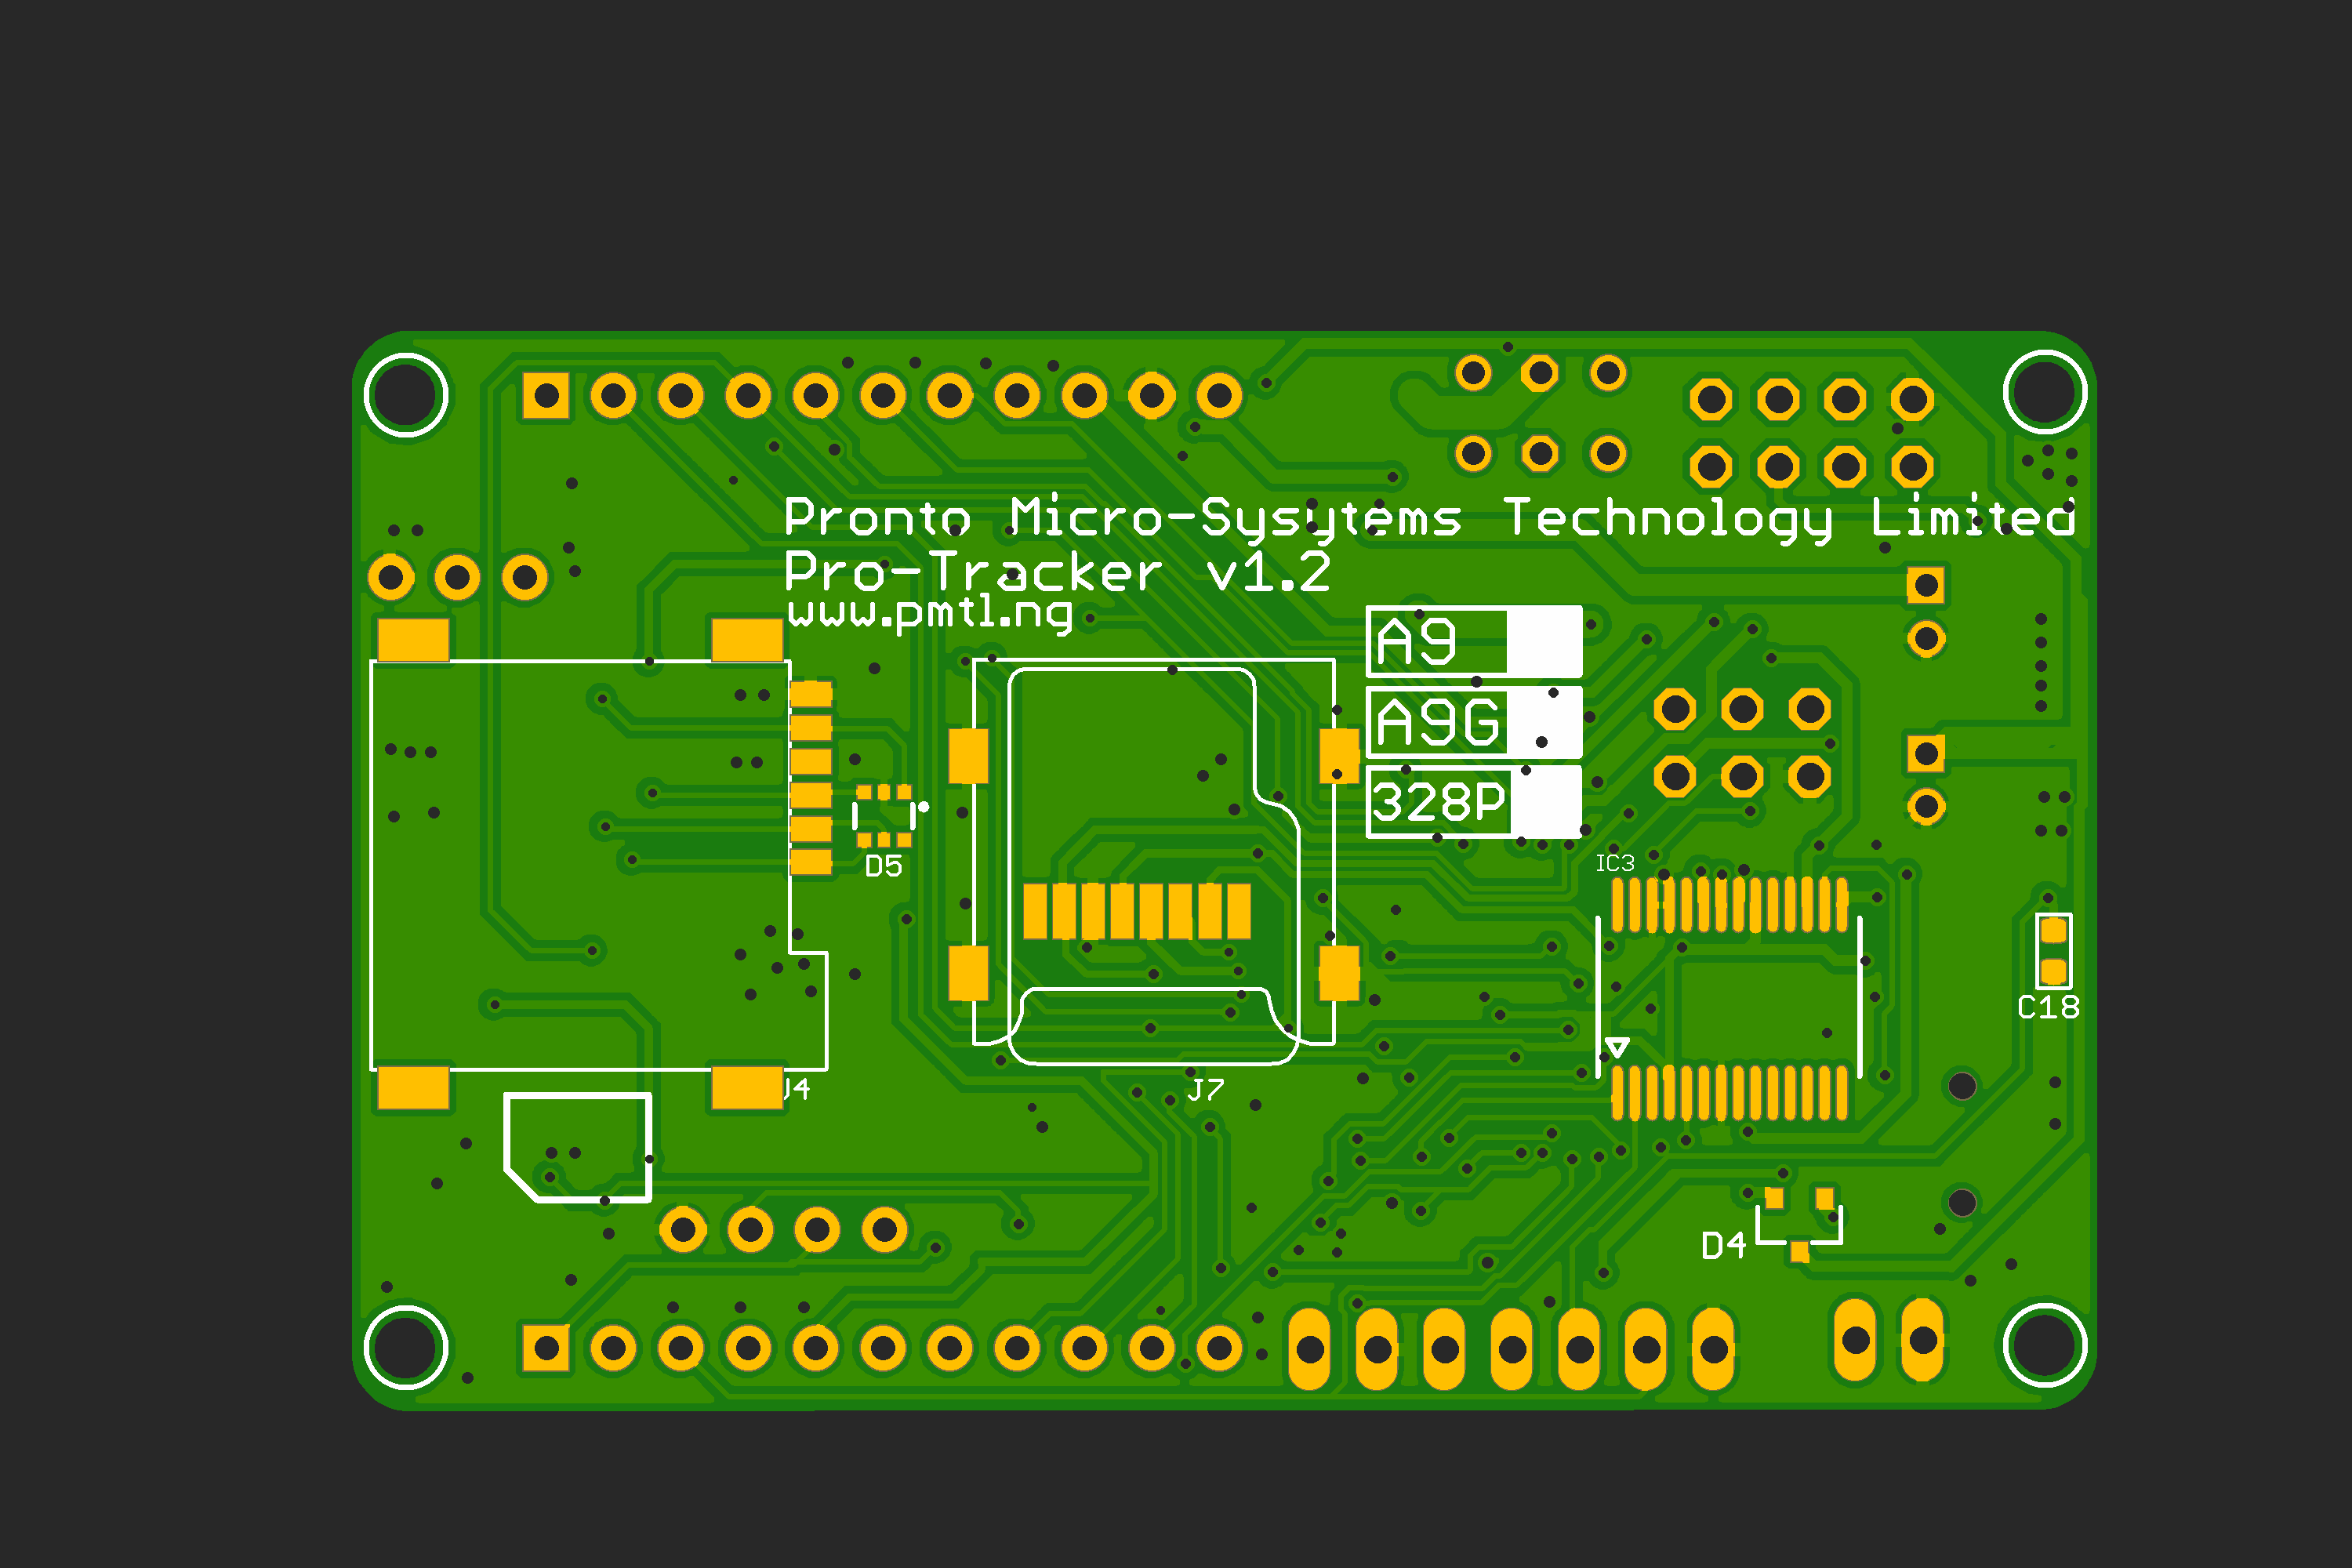 Pronto Micro-Sysytems Technology Limited
Pro-Tracker v1.2
www.pmtl.ng
A9
A9G
328P
D5
IC3
C18
J4
J7
D4